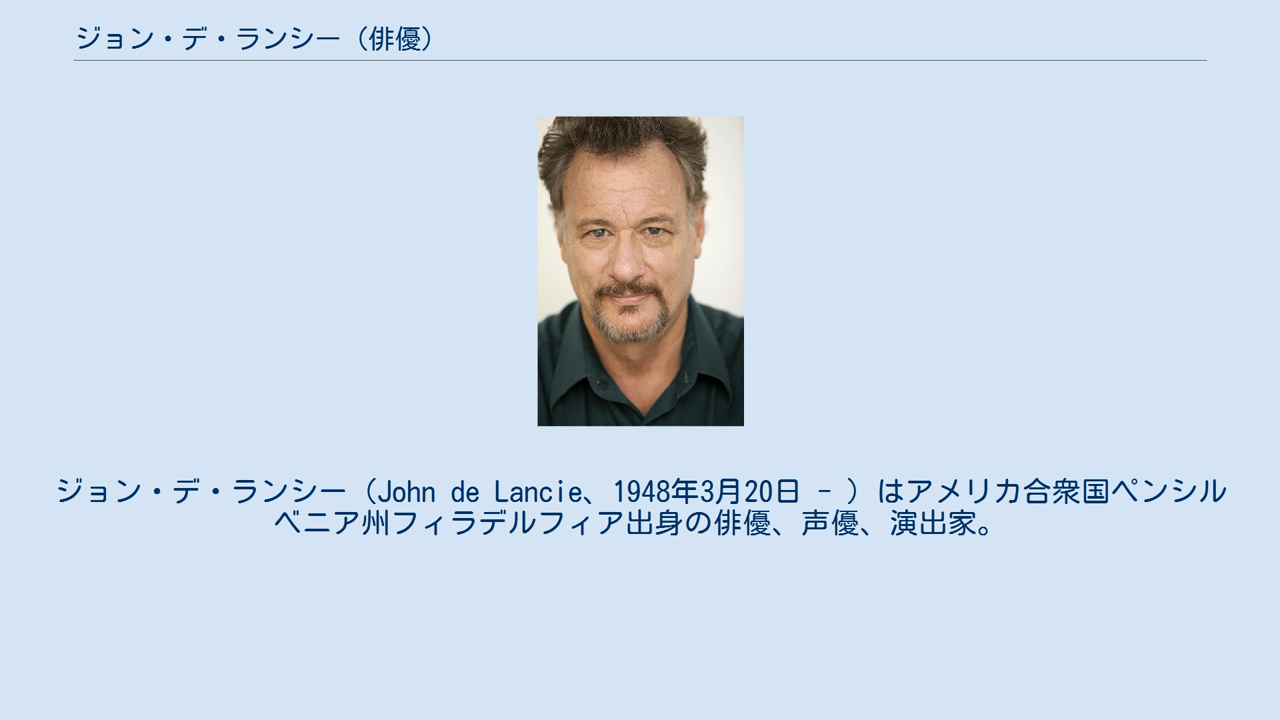 ジョン・デ・ランシー（俳優）
ジョン・デ・ランシー（John de Lancie、1948年3月20日 - ）はアメリカ合衆国ペンシル
ベニア州フィラデルフィア出身の俳優、声優、演出家。